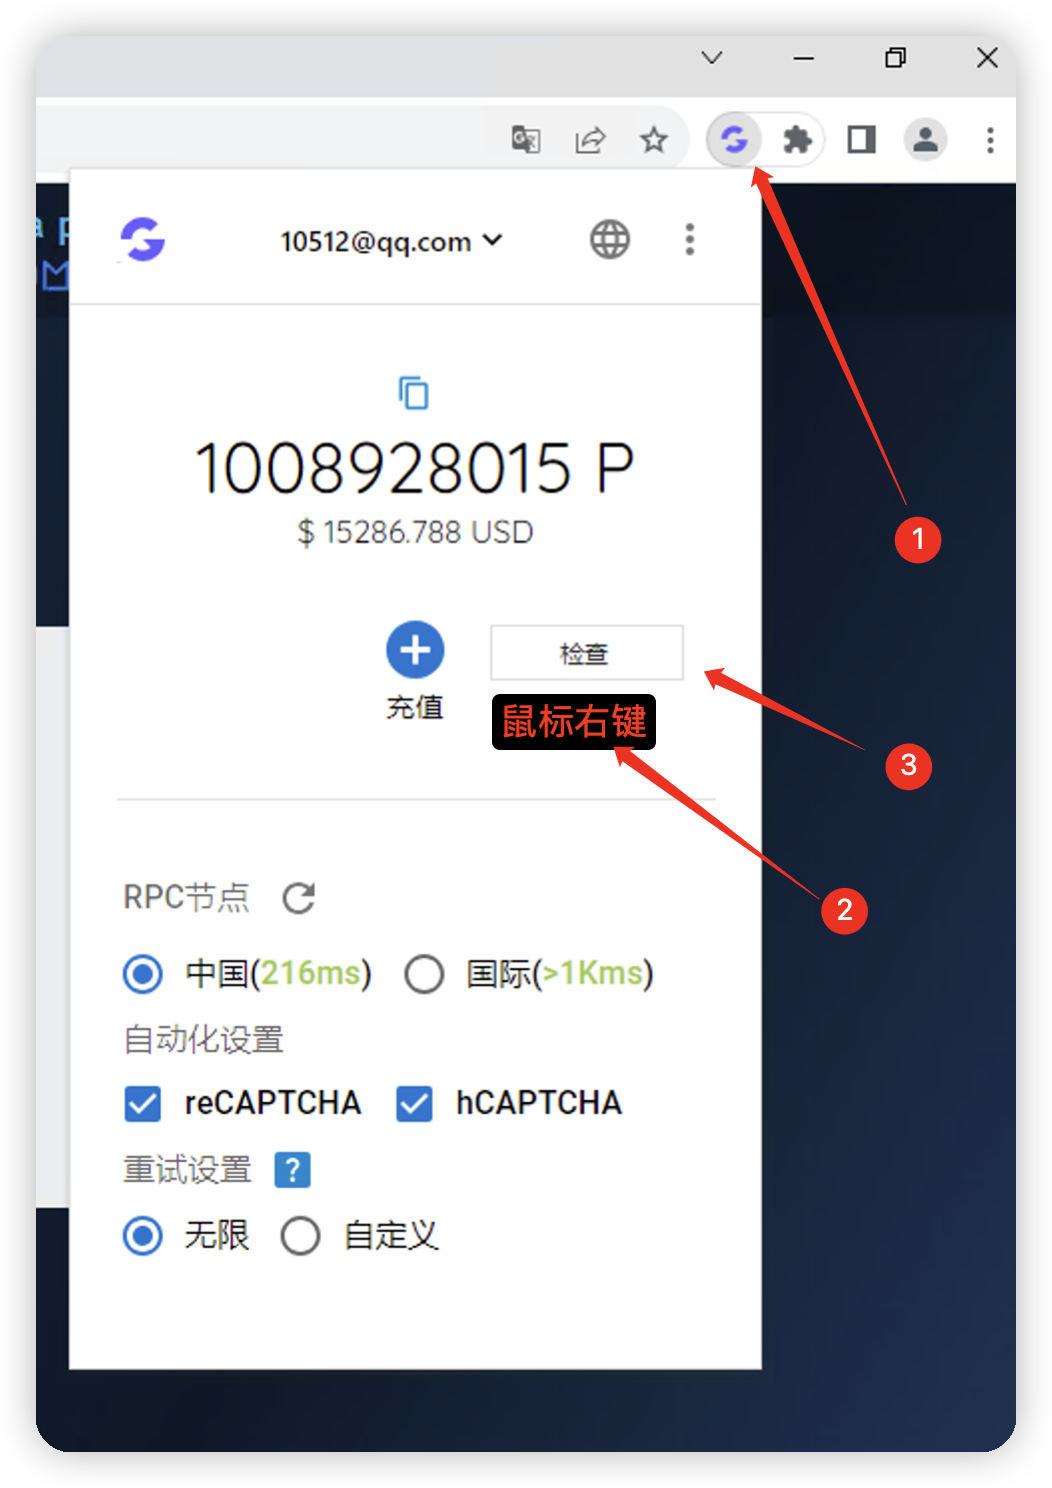 10512@qq.com
1008928015 P
$ 15286.788 USD
1
检查
充值
鼠标右键
3
2
RPC节点
中国(216ms) 国际(>1Kms)
自动化设置
reCAPTCHA hCAPTCHA
重试设置 ?
无限 自定义